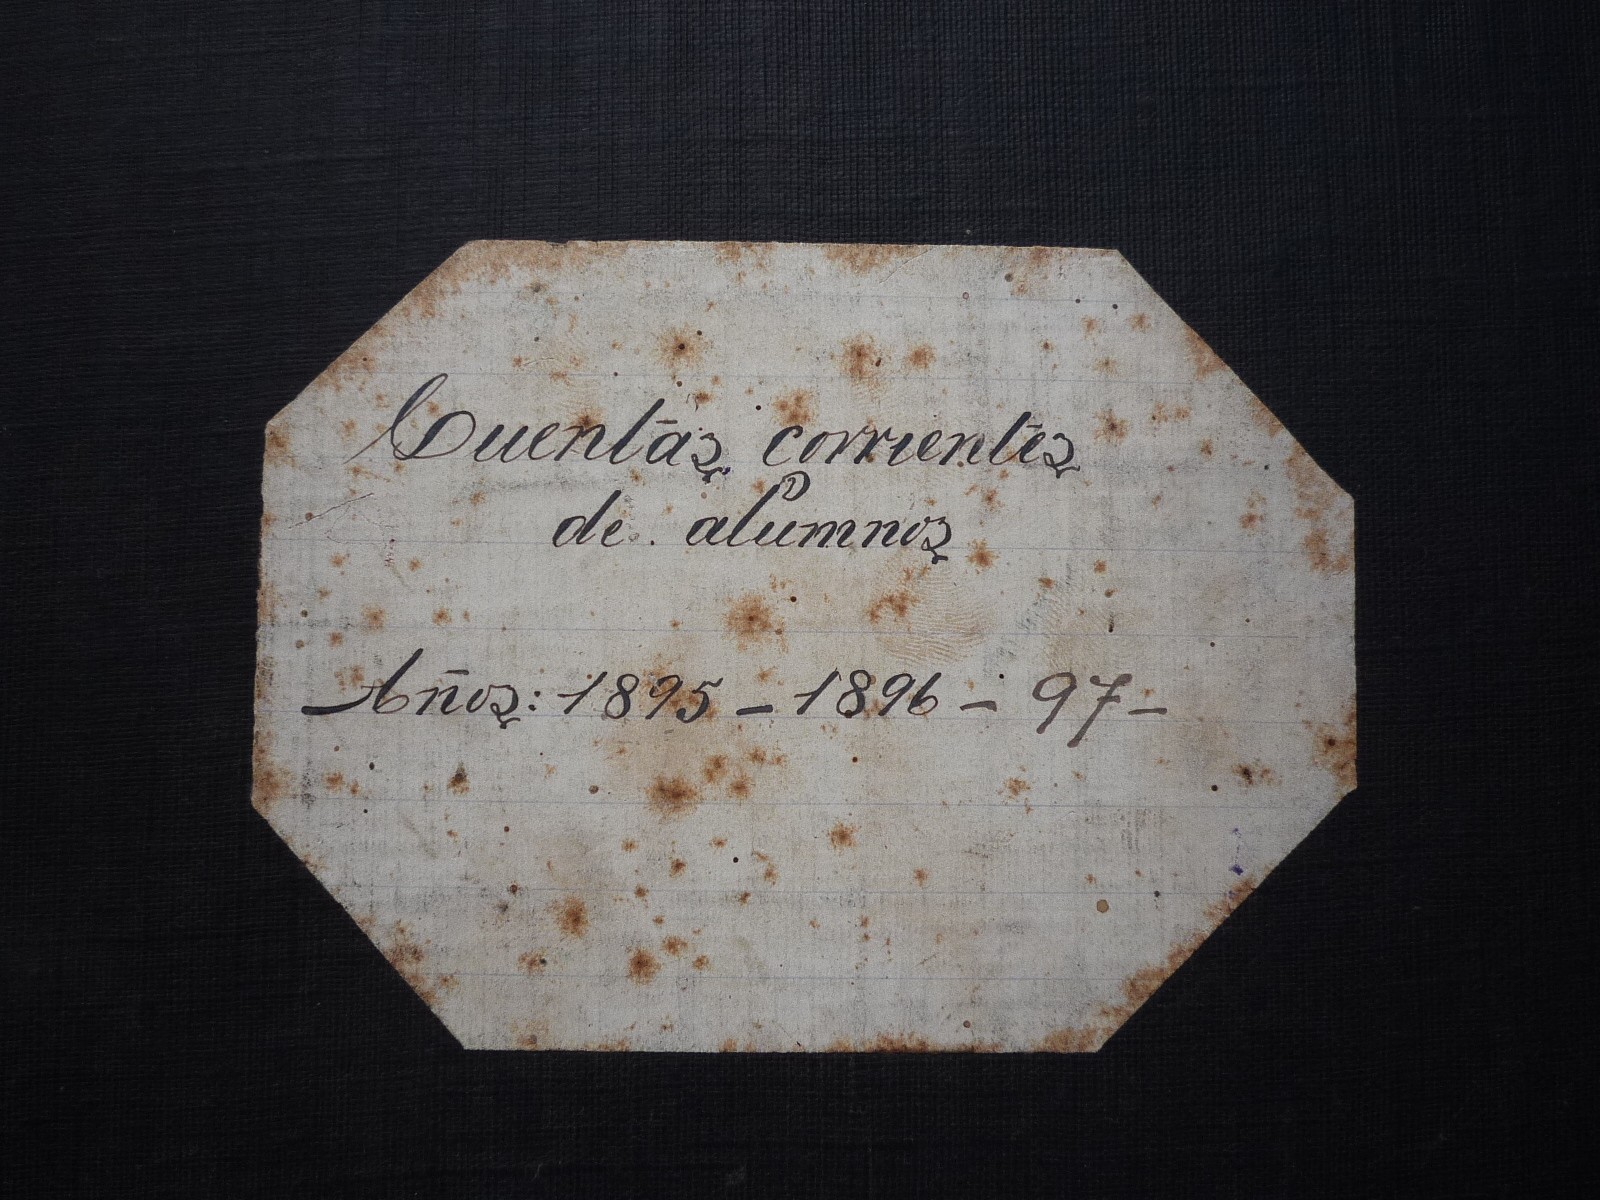 Cuentas corrientes
de alumnos
Años: 1895 - 1896 - 97 -